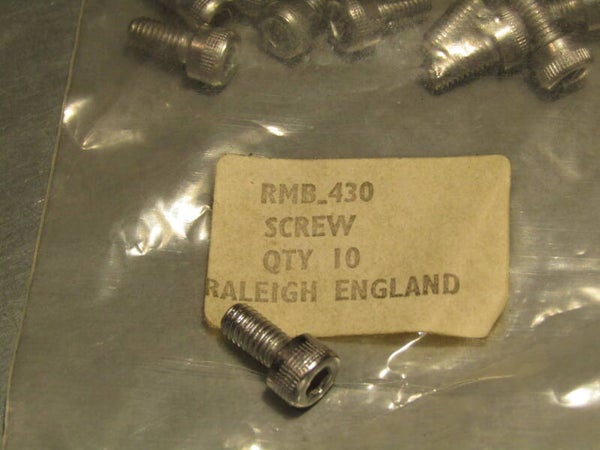 RMB_430
SCREW
QTY 10
RALEIGH ENGLAND